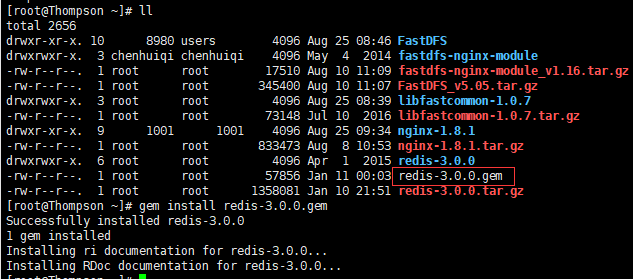 [root@Thompson ~]# ll
total 2656
drwxr-xr-x. 10 8980 users 4096 Aug 25 08:46 FastDFS
drwxrwxr-x. 3 chenhuiqi chenhuiqi 4096 May 4 2014 fastdfs-nginx-module
-rw-r--r--. 1 root root 17510 Aug 10 11:09 fastdfs-nginx-module_v1.16.tar.gz
-rw-r--r--. 1 root root 345400 Aug 10 11:07 FastDFS_v5.05.tar.gz
drwxrwxr-x. 3 root root 4096 Aug 25 08:39 libfastcommon-1.0.7
-rw-r--r--. 1 root root 73148 Jul 10 2016 libfastcommon-1.0.7.tar.gz
drwxr-xr-x. 9 1001 1001 4096 Aug 25 09:34 nginx-1.8.1
-rw-r--r--. 1 root root 833473 Aug 8 10:53 nginx-1.8.1.tar.gz
drwxrwxr-x. 6 root root 4096 Apr 1 2015 redis-3.0.0
-rw-r--r--. 1 root root 57856 Jan 11 00:03 redis-3.0.0.gem
-rw-r--r--. 1 root root 1358081 Jan 10 21:51 redis-3.0.0.tar.gz
[root@Thompson ~]# gem install redis-3.0.0.gem
Successfully installed redis-3.0.0
1 gem installed
Installing ri documentation for redis-3.0.0...
Installing RDoc documentation for redis-3.0.0...
[root@Thompson ~]#